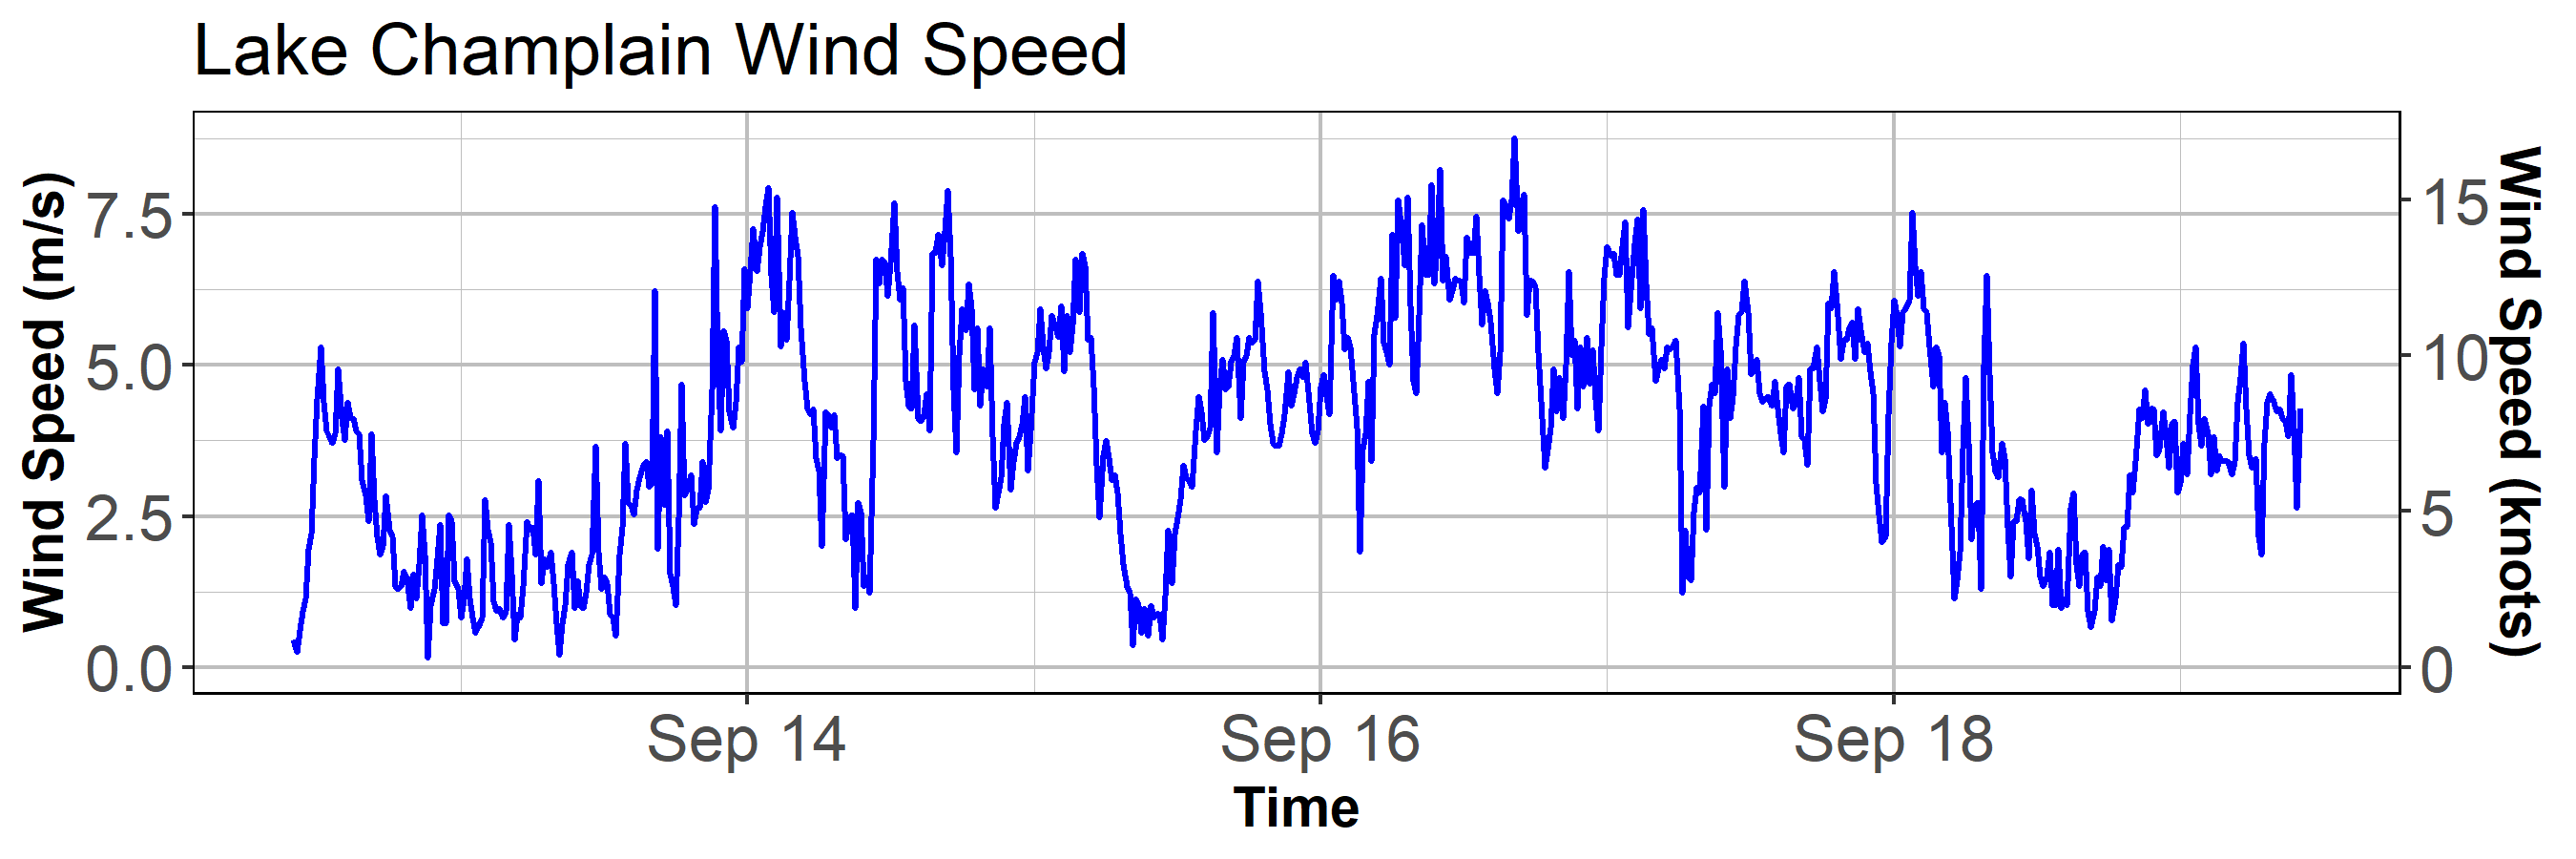 Lake Champlain Wind Speed
Wind Speed (m/s)
7.5
5.0
2.5
0.0
15
10
5
0
Wind Speed (knots)
Sep 14
Sep 16
Sep 18
Time